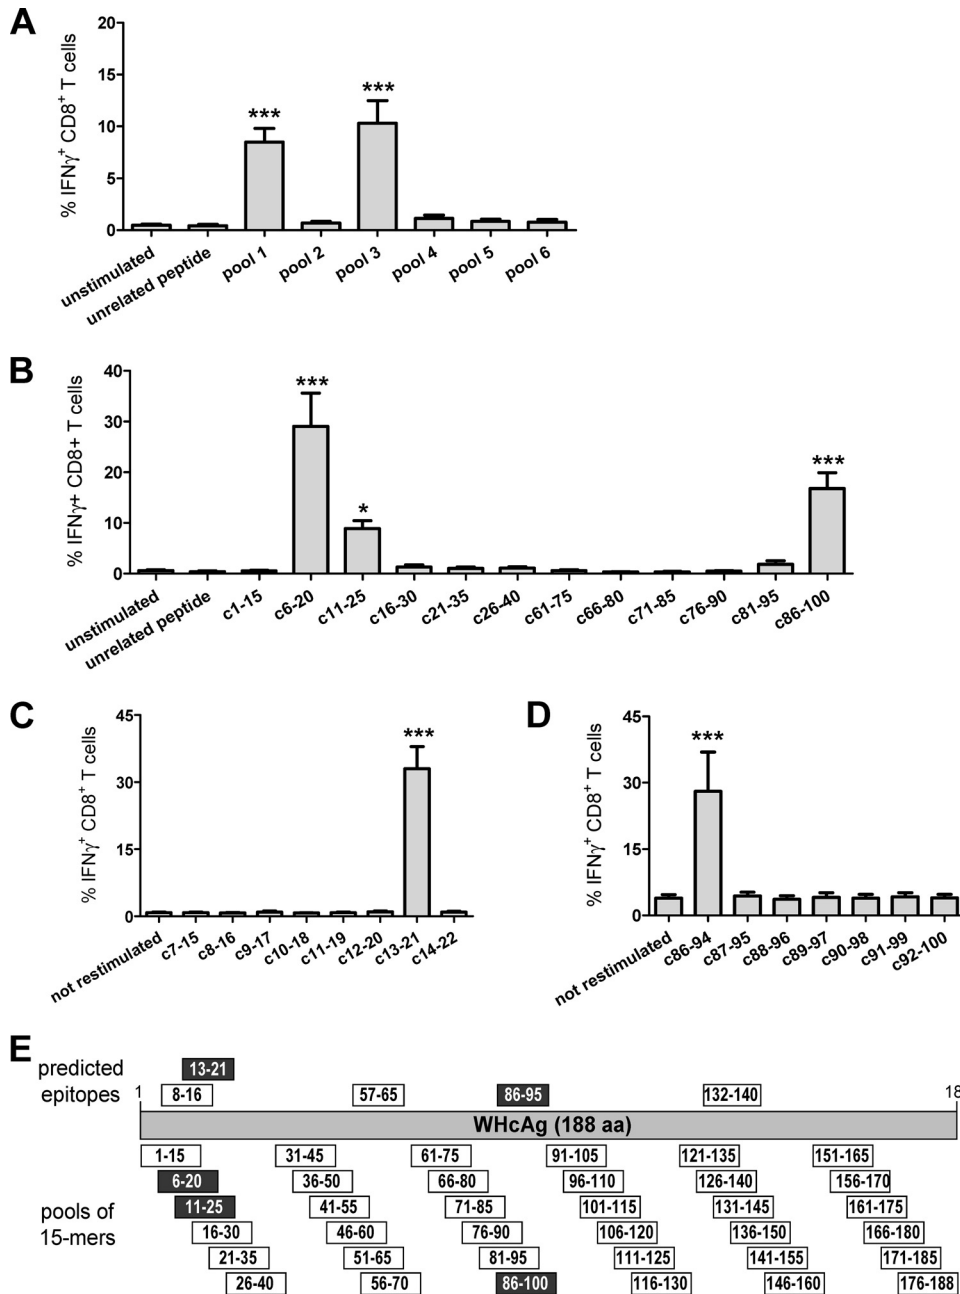 A
% IFNγ⁺ CD8⁺ T cells
20
15
10
5
0
***
***
unstimulated
unrelated peptide
pool 1
pool 2
pool 3
pool 4
pool 5
pool 6
B
% IFNγ+ CD8+ T cells
40
30
20
10
0
***
*
***
unstimulated
unrelated peptide
c1-15
c6-20
c11-25
c16-30
c21-35
c26-40
c61-75
c66-80
c71-85
c76-90
c81-95
c86-100
C
% IFNγ⁺ CD8⁺ T cells
45
30
15
0
***
not restimulated
c7-15
c8-16
c9-17
c10-18
c11-19
c12-20
c13-21
c14-22
D
% IFNγ⁺ CD8⁺ T cells
45
30
15
0
***
not restimulated
c86-94
c87-95
c88-96
c89-97
c90-98
c91-99
c92-100
E
predicted epitopes
13-21
1 8-16 57-65 86-95 132-140 18
WHcAg (188 aa)
pools of 15-mers
1-15 31-45 61-75 91-105 121-135 151-165
6-20 36-50 66-80 96-110 126-140 156-170
11-25 41-55 71-85 101-115 131-145 161-175
16-30 46-60 76-90 106-120 136-150 166-180
21-35 51-65 81-95 111-125 141-155 171-185
26-40 56-70 86-100 116-130 146-160 176-188